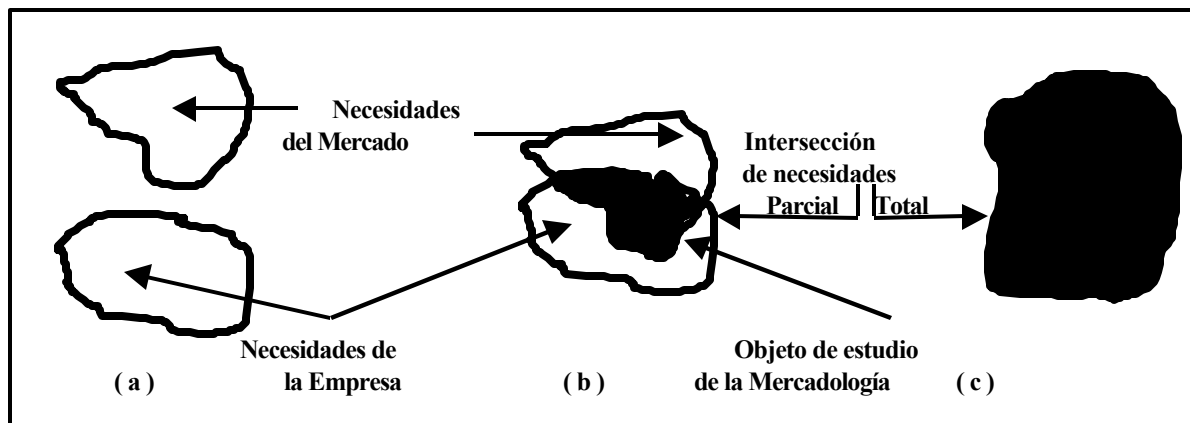 Necesidades
del Mercado
Intersección
de necesidades
Parcial
Total
Necesidades de
la Empresa
Objeto de estudio
de la Mercadología
( a )
( b )
( c )